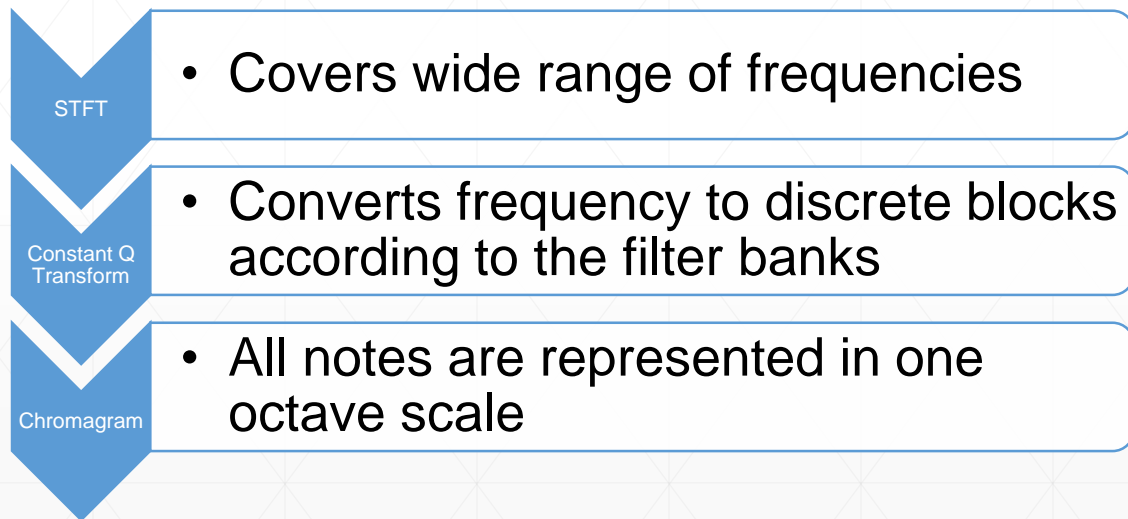 STFT
• Covers wide range of frequencies
Constant Q
Transform
• Converts frequency to discrete blocks
according to the filter banks
Chromagram
• All notes are represented in one
octave scale